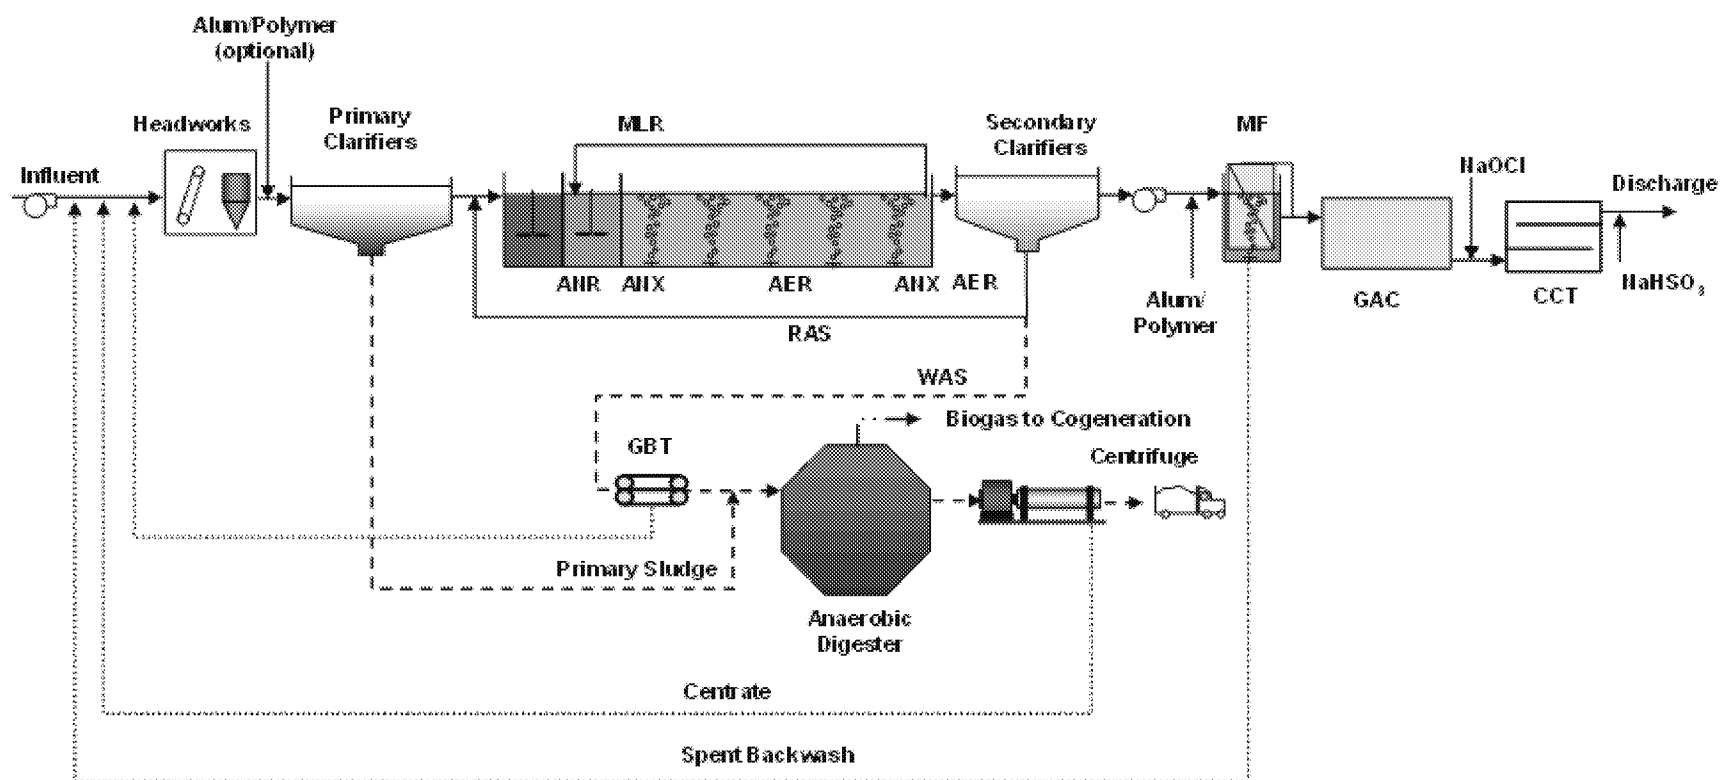 Alum/Polymer
(optional)
Headworks
Primary
Clarifiers
MLR
Secondary
Clarifiers
MF
Influent
NaOCl
Discharge
ANR
ANX
AER
ANX
AER
Alum/
Polymer
GAC
CCT
NaHSO3
RAS
WAS
Biogas to Cogeneration
GBT
Centrifuge
Primary Sludge
Anaerobic
Digester
Centrate
Spent Backwash